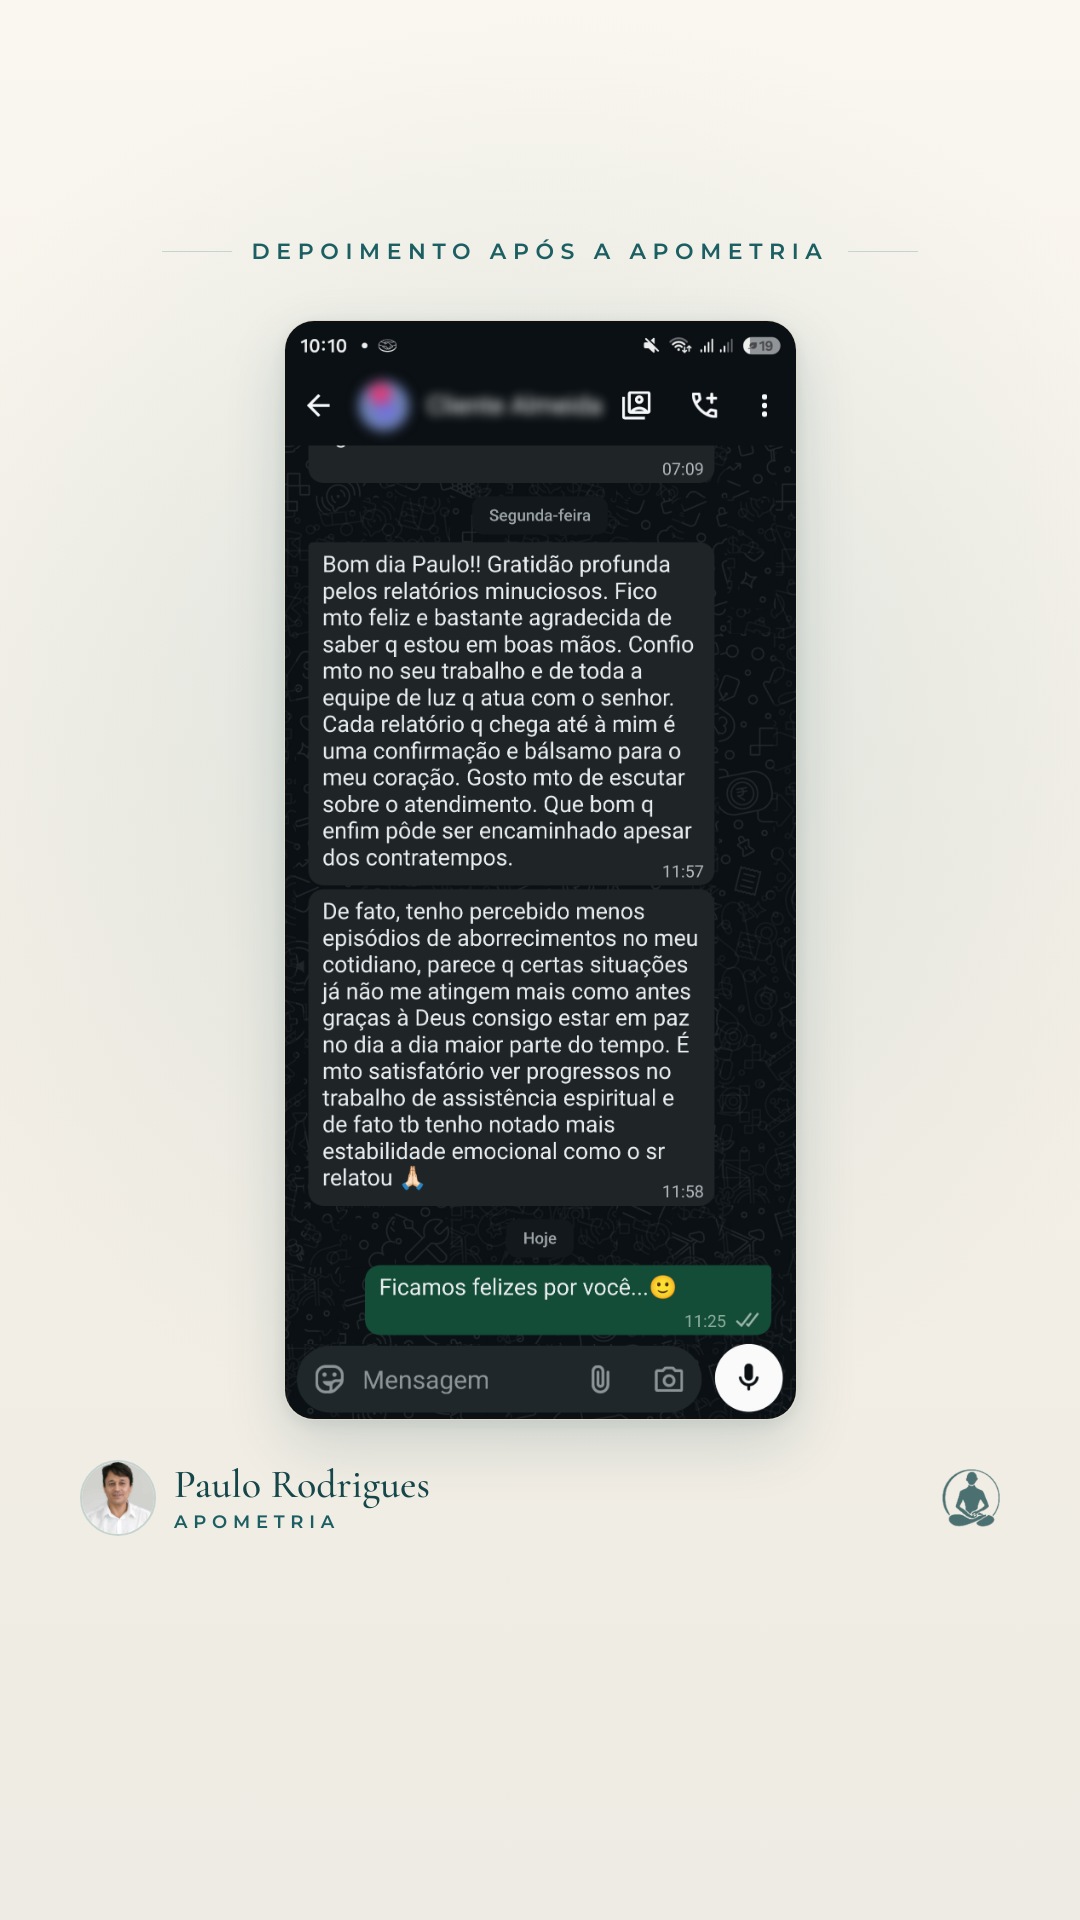 DEPOIMENTO APÓS A APOMETRIA
10:10
19
07:09
Segunda-feira
Bom dia Paulo!! Gratidão profunda
pelos relatórios minuciosos. Fico
mto feliz e bastante agradecida de
saber q estou em boas mãos. Confio
mto no seu trabalho e de toda a
equipe de luz q atua com o senhor.
Cada relatório q chega até à mim é
uma confirmação e bálsamo para o
meu coração. Gosto mto de escutar
sobre o atendimento. Que bom q
enfim pôde ser encaminhado apesar
dos contratempos.
11:57
De fato, tenho percebido menos
episódios de aborrecimentos no meu
cotidiano, parece q certas situações
já não me atingem mais como antes
graças à Deus consigo estar em paz
no dia a dia maior parte do tempo. É
mto satisfatório ver progressos no
trabalho de assistência espiritual e
de fato tb tenho notado mais
estabilidade emocional como o sr
relatou 🙏🏻
11:58
Hoje
Ficamos felizes por você...🙂
11:25
Mensagem
Paulo Rodrigues
APOMETRIA